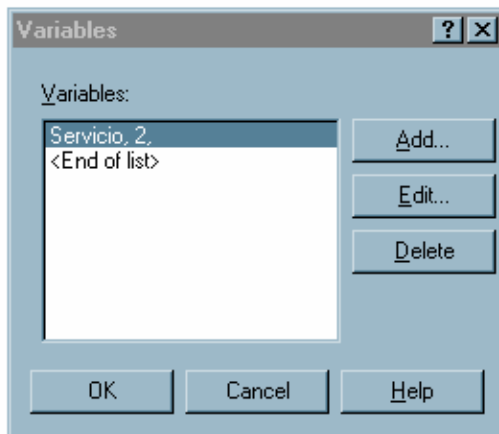 Variables
Variables:
Servicio, 2,
<End of list>
Add...
Edit...
Delete
OK
Cancel
Help